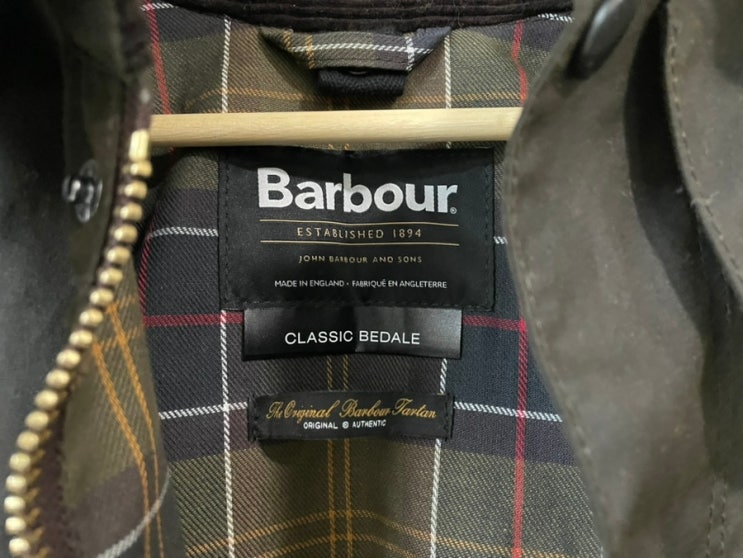 Barbour®
ESTABLISHED 1894
JOHN BARBOUR AND SONS
MADE IN ENGLAND • FABRIQUÉ EN ANGLETERRE
CLASSIC BEDALE
The Original Barbour Tartan
ORIGINAL ® AUTHENTIC